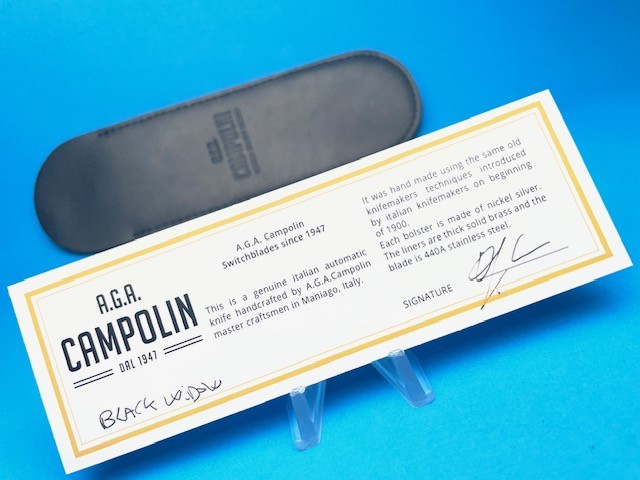 A.G.A.
CAMPOLIN
A.G.A.
CAMPOLIN
DAL 1947
BLACK WIDOW
A.G.A. Campolin
Switchblades since 1947
This is a genuine italian automatic
knife handcrafted by A.G.A.Campolin
master craftsmen in Maniago, Italy.
It was hand made using the same old
knifemakers techniques introduced
by italian knifemakers on beginning
of 1900.
Each bolster is made of nickel silver.
The liners are thick solid brass and the
blade is 440A stainless steel.
SIGNATURE